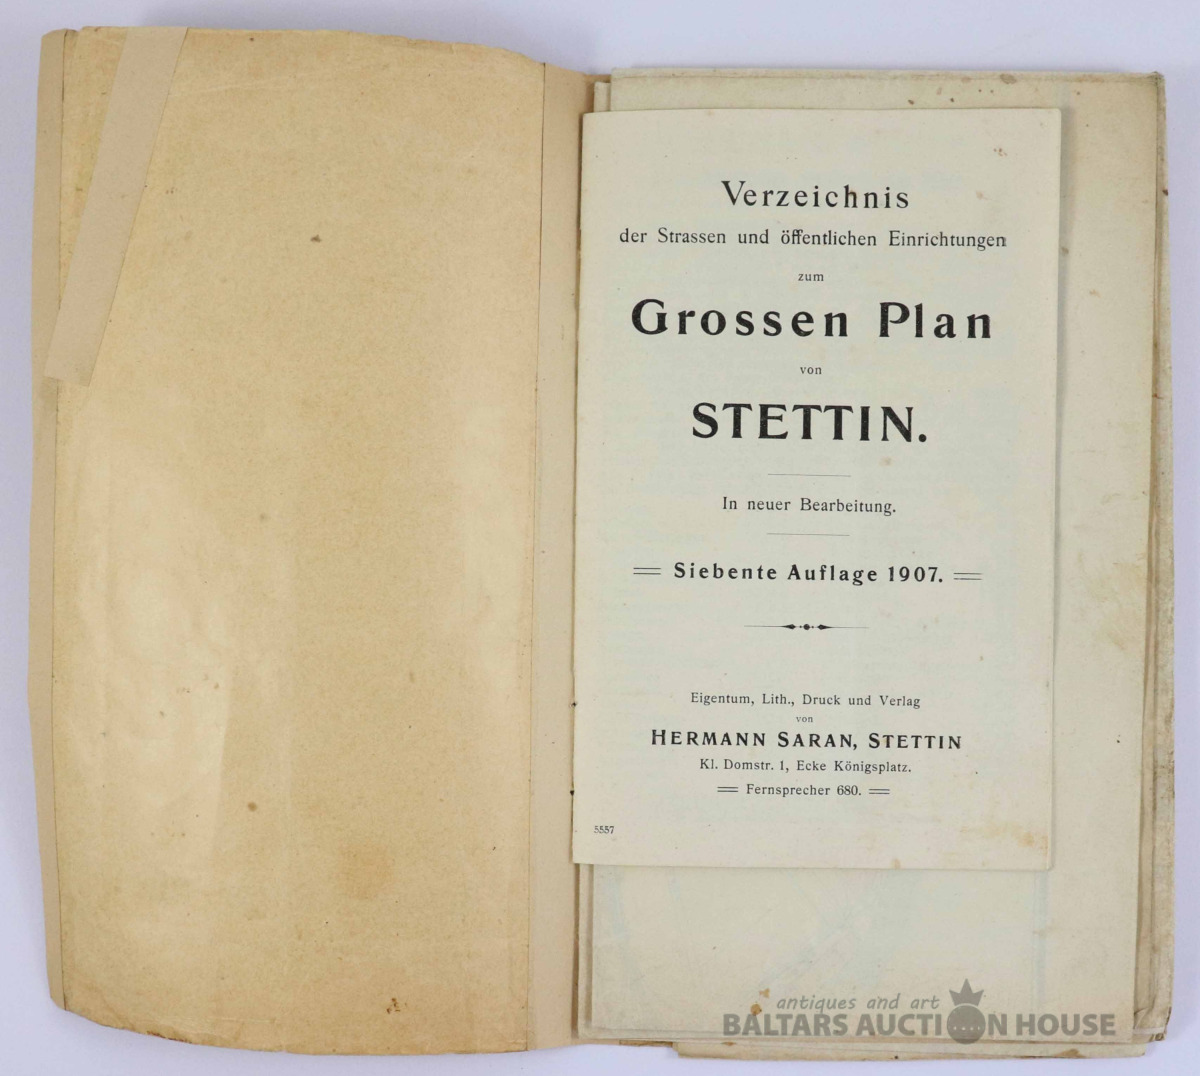 Verzeichnis
der Strassen und öffentlichen Einrichtungen
zum
Grossen Plan
von
STETTIN.
In neuer Bearbeitung.
Siebente Auflage 1907.
Eigentum, Lith., Druck und Verlag
von
HERMANN SARAN, STETTIN
Kl. Domstr. 1, Ecke Königsplatz.
Fernsprecher 680.
5557
antiques and art
BALTARS AUCTION HOUSE